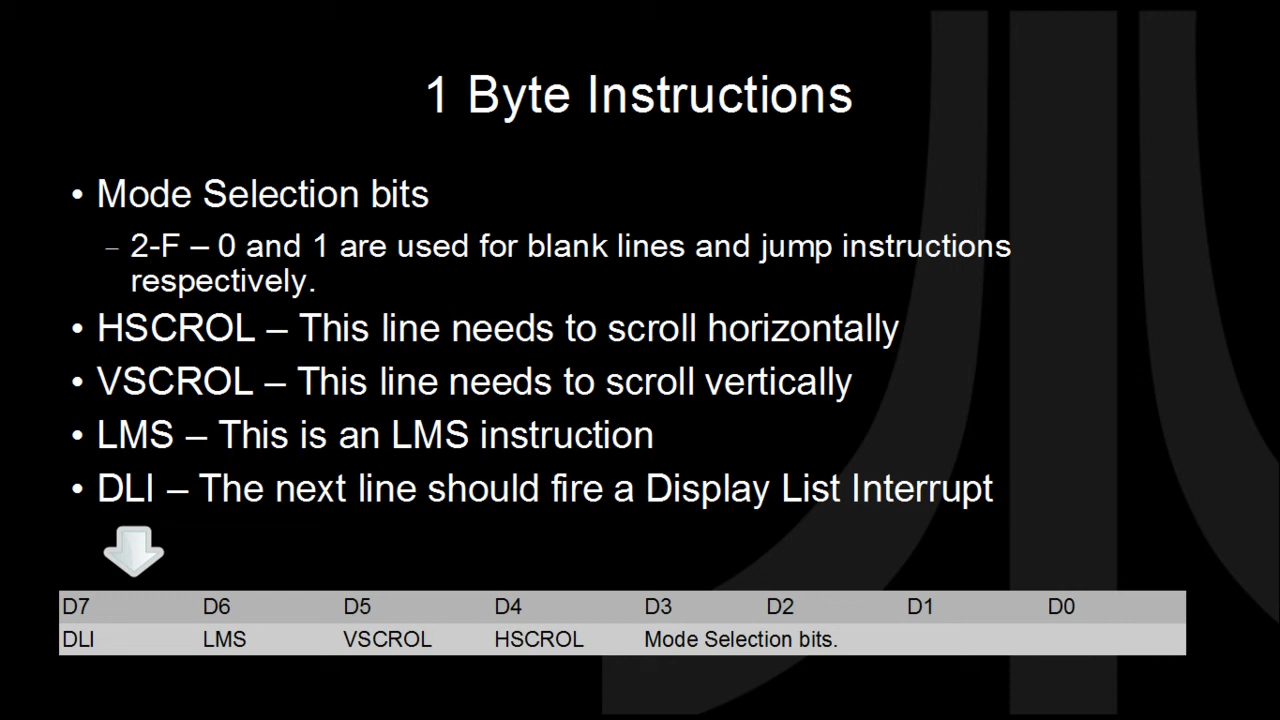 1 Byte Instructions
• Mode Selection bits
– 2-F – 0 and 1 are used for blank lines and jump instructions
respectively.
• HSCROL – This line needs to scroll horizontally
• VSCROL – This line needs to scroll vertically
• LMS – This is an LMS instruction
• DLI – The next line should fire a Display List Interrupt
D7 D6 D5 D4 D3 D2 D1 D0
DLI LMS VSCROL HSCROL Mode Selection bits.